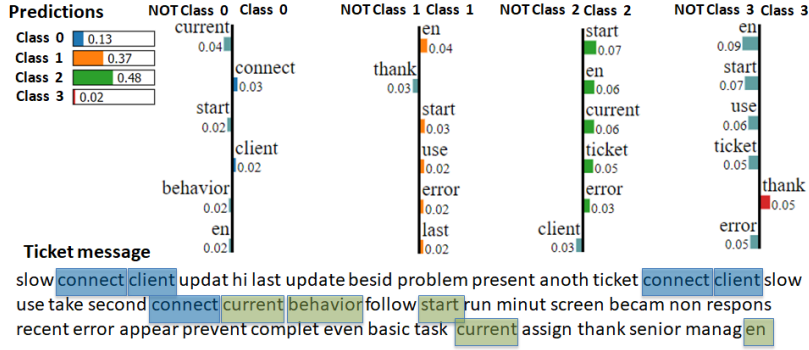 Predictions
Class 0 0.13
Class 1 0.37
Class 2 0.48
Class 3 0.02
NOT Class 0 Class 0
current
0.04
connect
0.03
start
0.02
client
0.02
behavior
0.02
en
0.02
NOT Class 1 Class 1
en
0.04
thank
0.03
start
0.03
use
0.02
error
0.02
last
0.02
NOT Class 2 Class 2
start
0.07
en
0.06
current
0.06
ticket
0.05
error
0.03
client
0.03
NOT Class 3 Class 3
en
0.09
start
0.07
use
0.06
ticket
0.05
thank
0.05
error
0.05
Ticket message
slow connect client updat hi last update besid problem present anoth ticket connect client slow
use take second connect current behavior follow start run minut screen becam non respons
recent error appear prevent complet even basic task current assign thank senior manag en